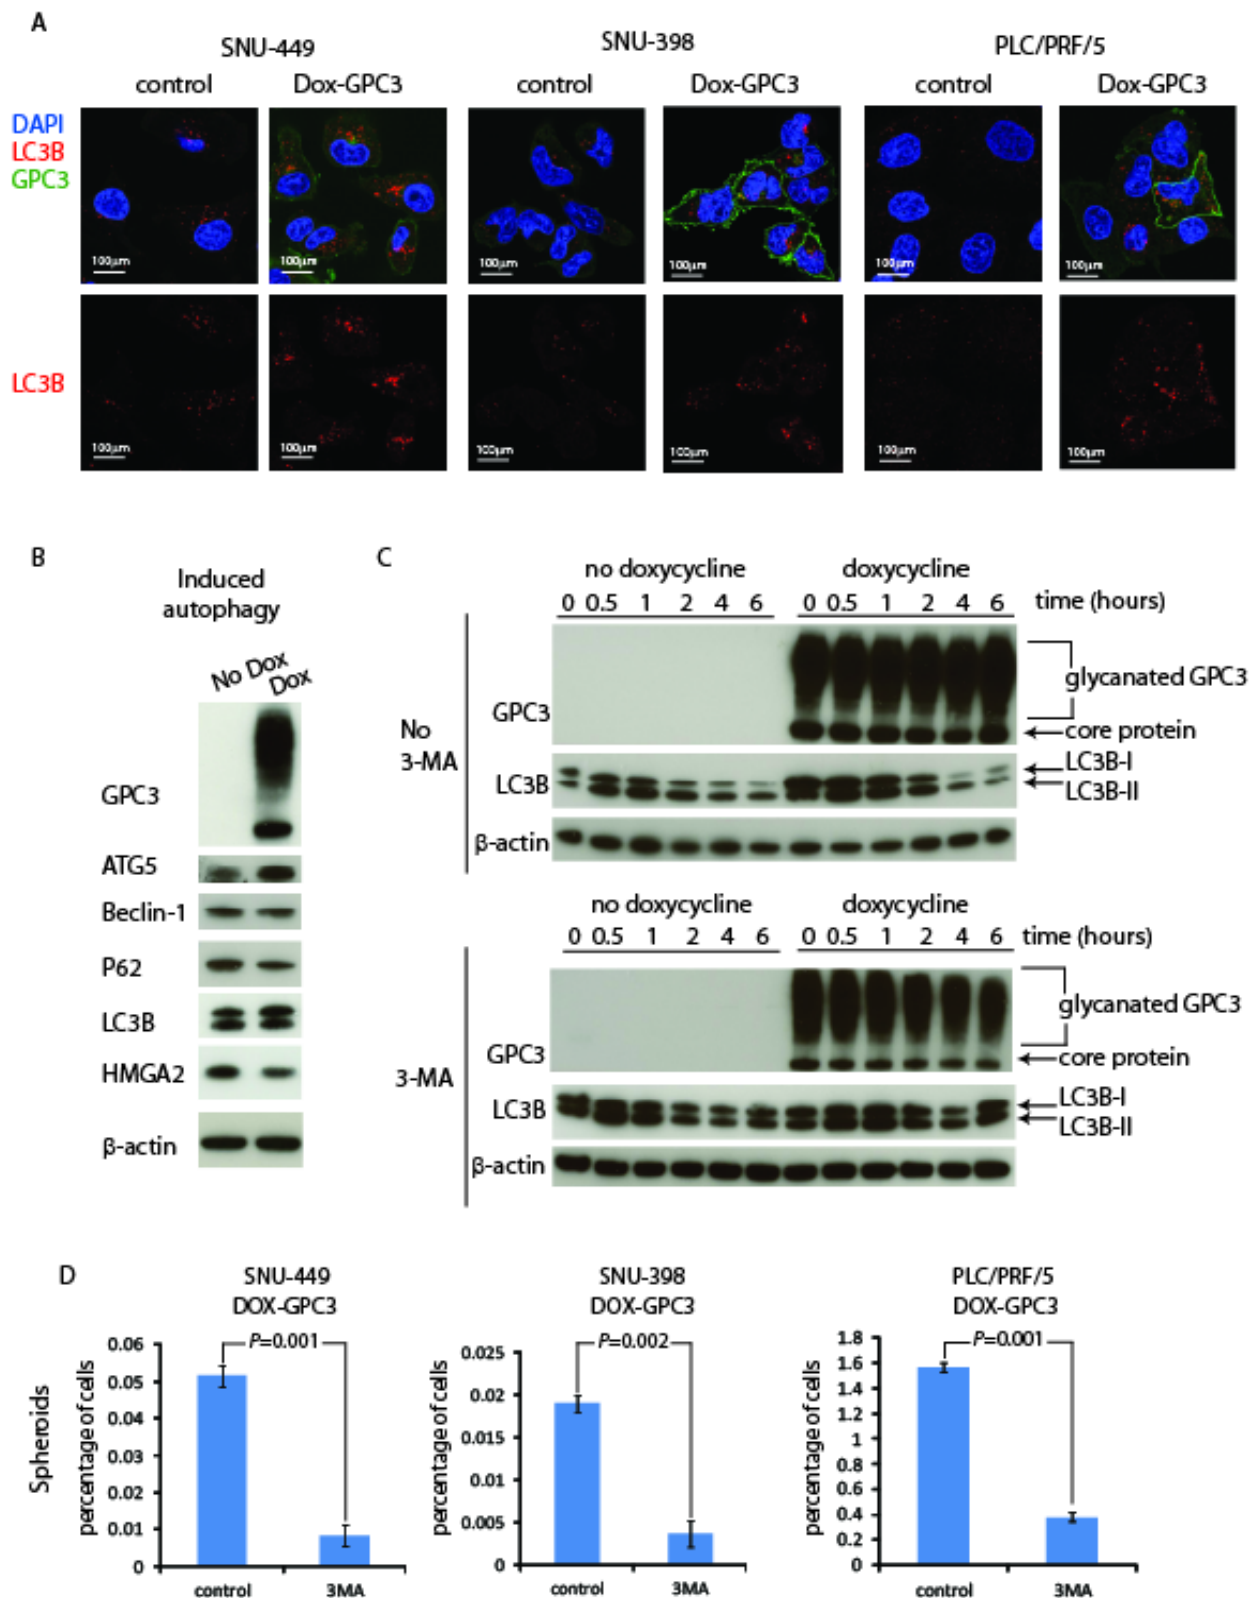 A
SNU-449
SNU-398
PLC/PRF/5
control
Dox-GPC3
control
Dox-GPC3
control
Dox-GPC3
DAPI
LC3B
GPC3
100µm
100µm
100µm
100µm
100µm
100µm
LC3B
100µm
100µm
100µm
100µm
100µm
100µm
B
Induced
autophagy
No Dox
Dox
GPC3
ATG5
Beclin-1
P62
LC3B
HMGA2
β-actin
C
no doxycycline
doxycycline
0 0.5 1 2 4 6
0 0.5 1 2 4 6
time (hours)
No
3-MA
GPC3
LC3B
β-actin
glycanated GPC3
core protein
LC3B-I
LC3B-II
no doxycycline
doxycycline
0 0.5 1 2 4 6
0 0.5 1 2 4 6
time (hours)
3-MA
GPC3
LC3B
β-actin
glycanated GPC3
core protein
LC3B-I
LC3B-II
D
Spheroids
SNU-449
DOX-GPC3
percentage of cells
0.06
0.05
0.04
0.03
0.02
0.01
0
P=0.001
control
3MA
SNU-398
DOX-GPC3
percentage of cells
0.025
0.02
0.015
0.01
0.005
0
P=0.002
control
3MA
PLC/PRF/5
DOX-GPC3
percentage of cells
1.8
1.6
1.4
1.2
1
0.8
0.6
0.4
0.2
0
P=0.001
control
3MA